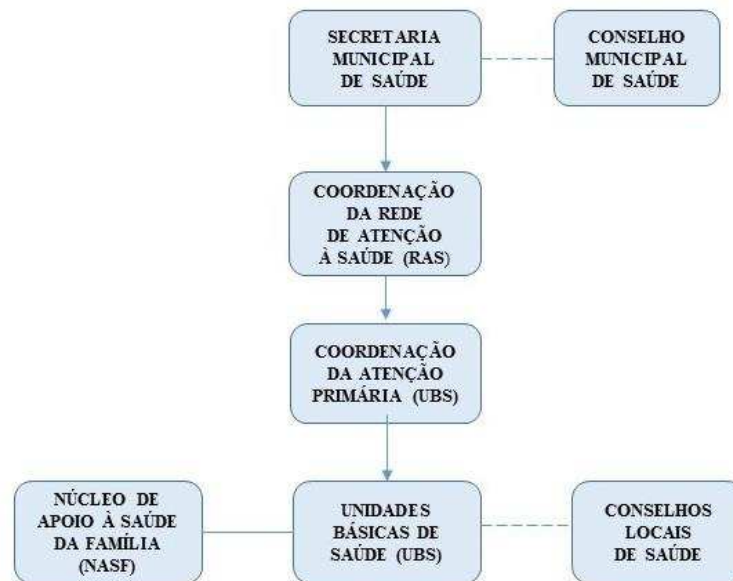 SECRETARIA
MUNICIPAL
DE SAÚDE
CONSELHO
MUNICIPAL
DE SAÚDE
COORDENAÇÃO
DA REDE
DE ATENÇÃO
À SAÚDE (RAS)
COORDENAÇÃO
DA ATENÇÃO
PRIMÁRIA (UBS)
NÚCLEO DE
APOIO À SAÚDE
DA FAMÍLIA
(NASF)
UNIDADES
BÁSICAS DE
SAÚDE (UBS)
CONSELHOS
LOCAIS
DE SAÚDE